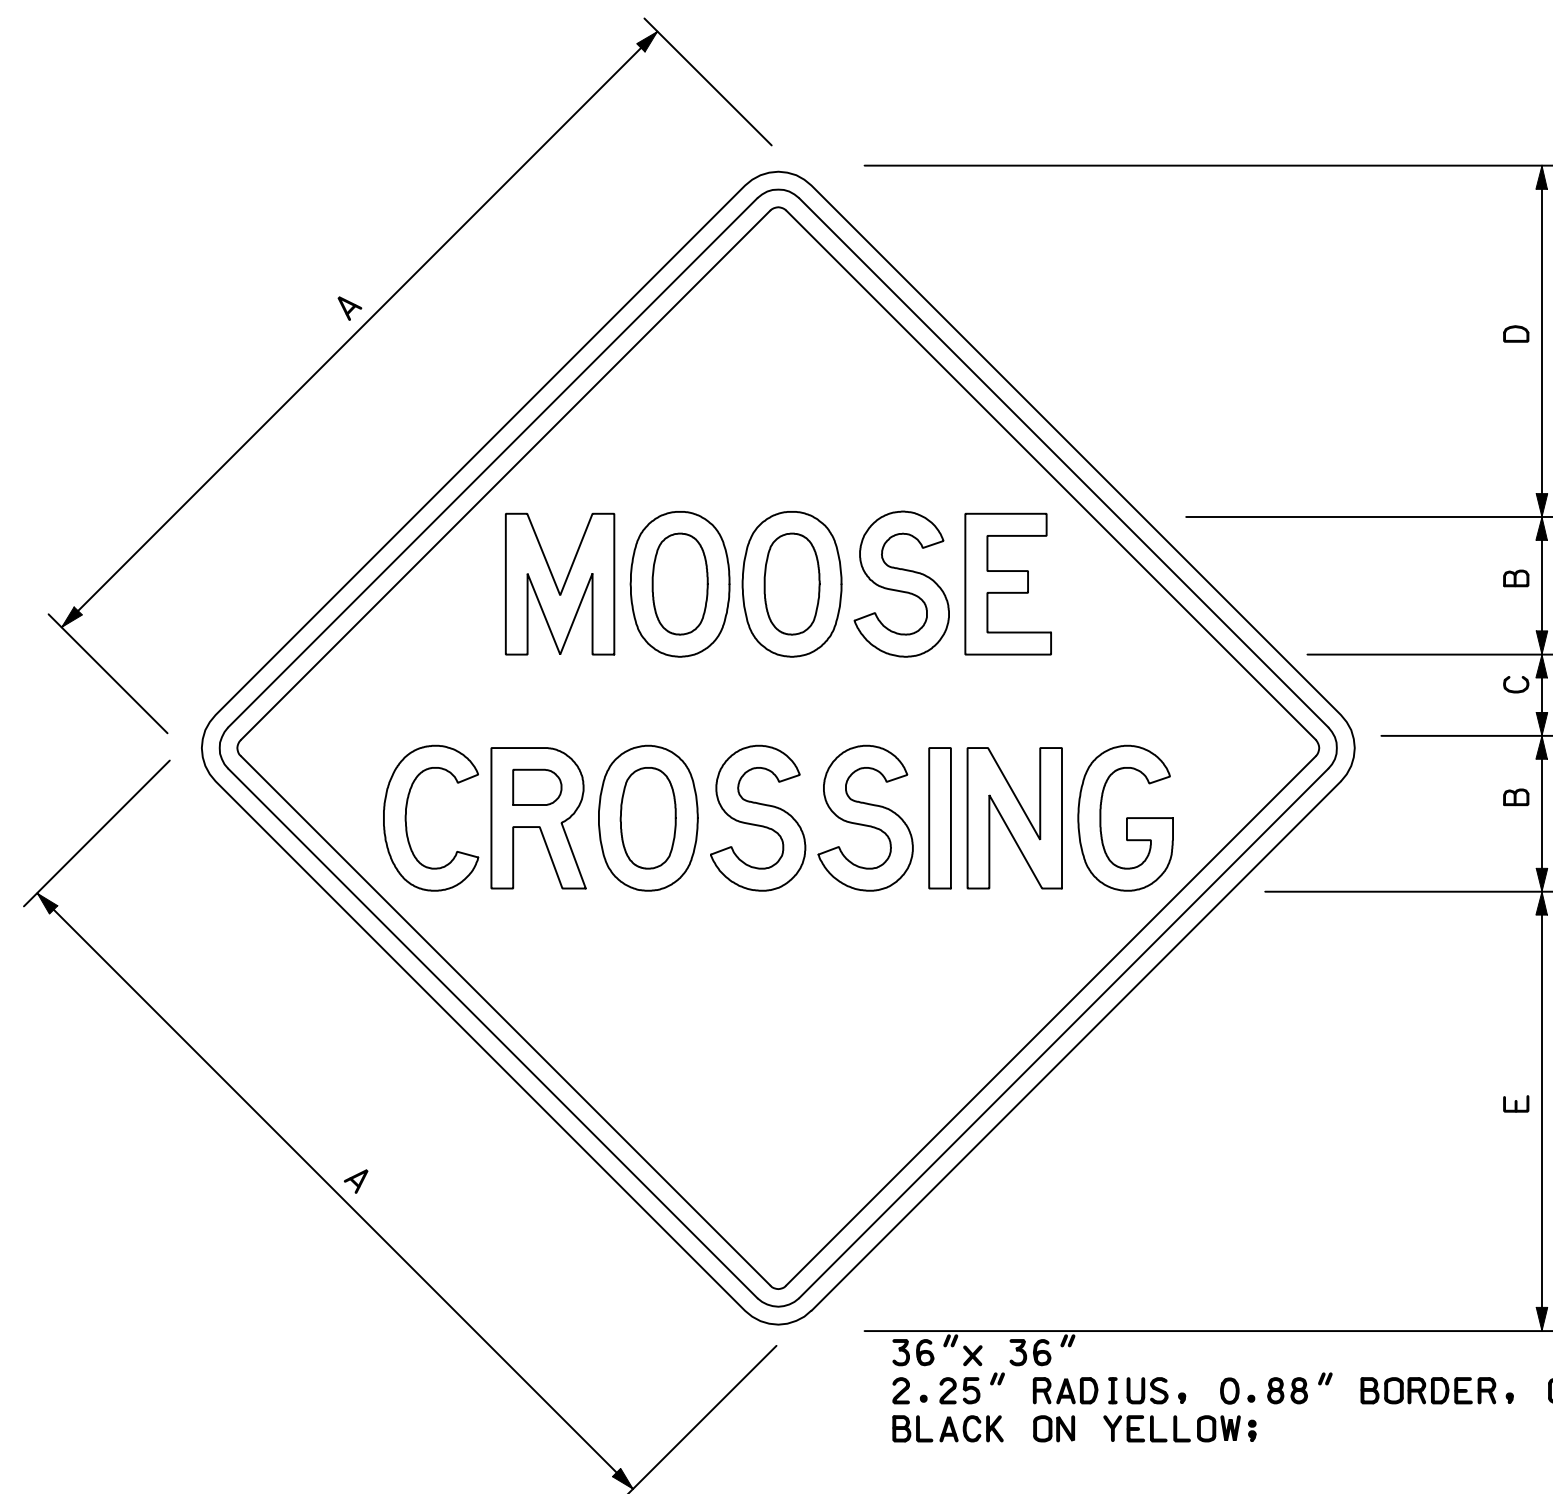 A
D
MOOSE
B
C
CROSSING
B
E
A
36"x 36"
2.25" RADIUS, 0.88" BORDER,
BLACK ON YELLOW;